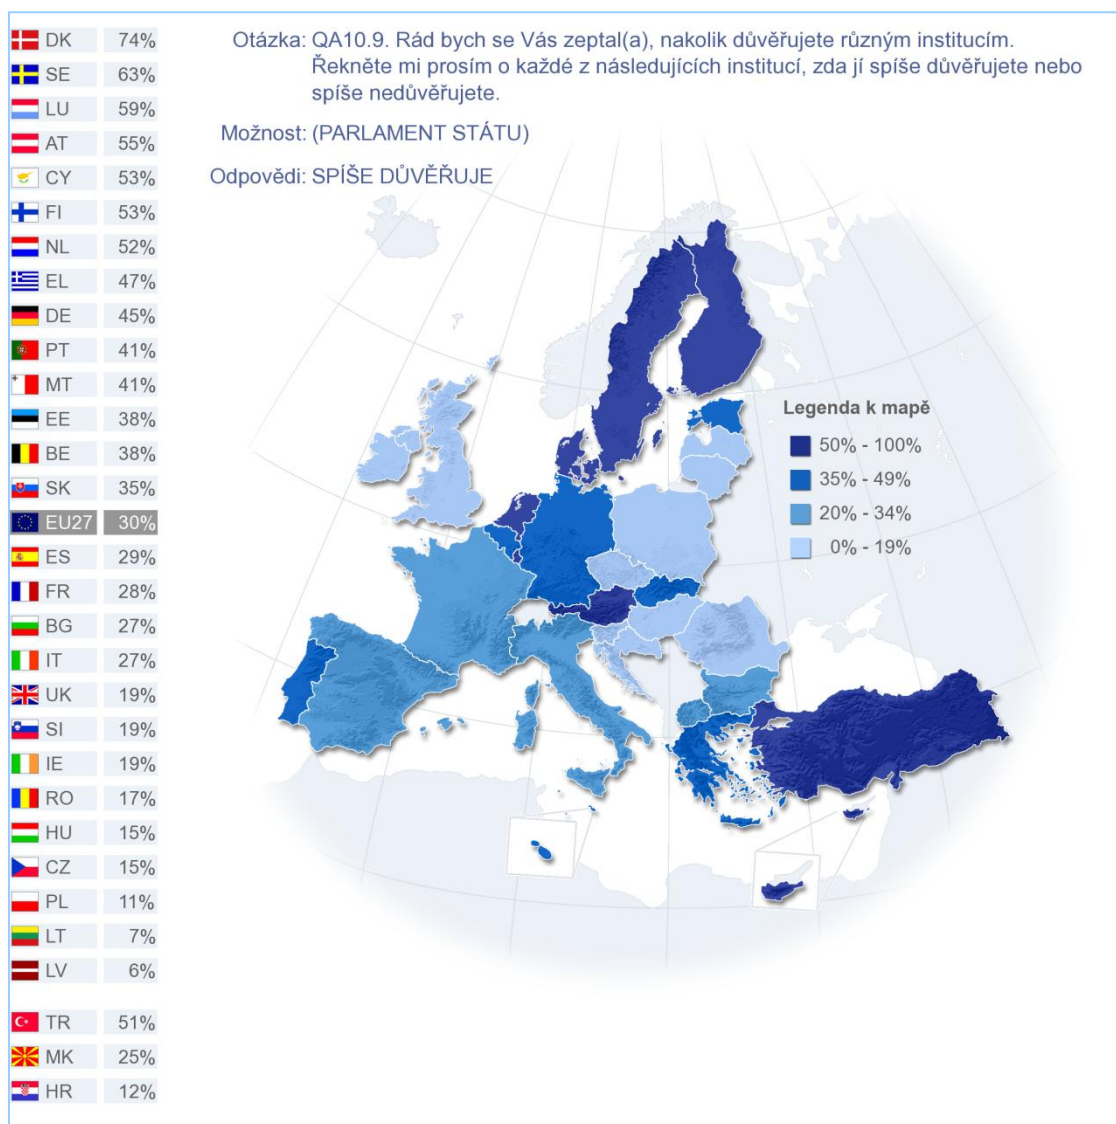 Otázka: QA10.9. Rád bych se Vás zeptal(a), nakolik důvěřujete různým institucím.
Řekněte mi prosím o každé z následujících institucí, zda jí spíše důvěřujete nebo
spíše nedůvěřujete.
Možnost: (PARLAMENT STÁTU)
Odpovědi: SPÍŠE DŮVĚŘUJE
DK 74%
SE 63%
LU 59%
AT 55%
CY 53%
FI 53%
NL 52%
EL 47%
DE 45%
PT 41%
MT 41%
EE 38%
BE 38%
SK 35%
EU27 30%
ES 29%
FR 28%
BG 27%
IT 27%
UK 19%
SI 19%
IE 19%
RO 17%
HU 15%
CZ 15%
PL 11%
LT 7%
LV 6%
TR 51%
MK 25%
HR 12%
Legenda k mapě
50% - 100%
35% - 49%
20% - 34%
0% - 19%